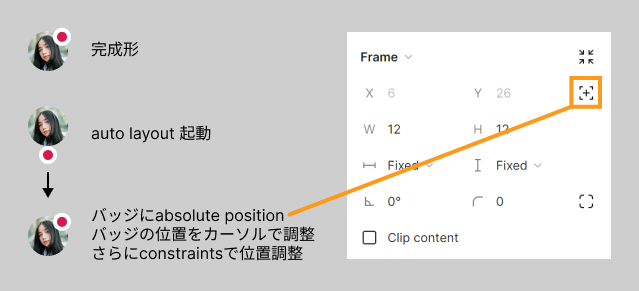 完成形
auto layout 起動
バッジにabsolute position
バッジの位置をカーソルで調整
さらにconstraintsで位置調整
Frame
X 6 Y 26
W 12 H 12
Fixed Fixed
0° 0
Clip content